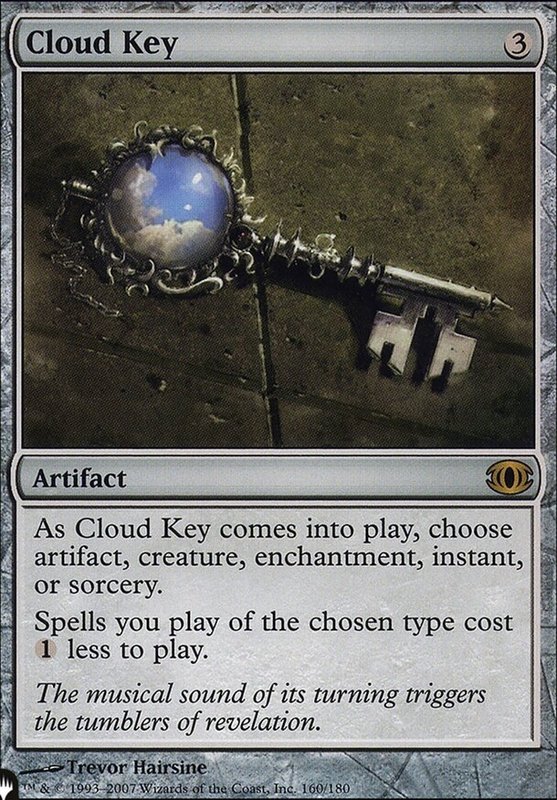 Cloud Key 3
Artifact
As Cloud Key comes into play, choose
artifact, creature, enchantment, instant,
or sorcery.
Spells you play of the chosen type cost
1 less to play.
The musical sound of its turning triggers
the tumblers of revelation.
Trevor Hairsine
™ & © 1993–2007 Wizards of the Coast, Inc. 160/180